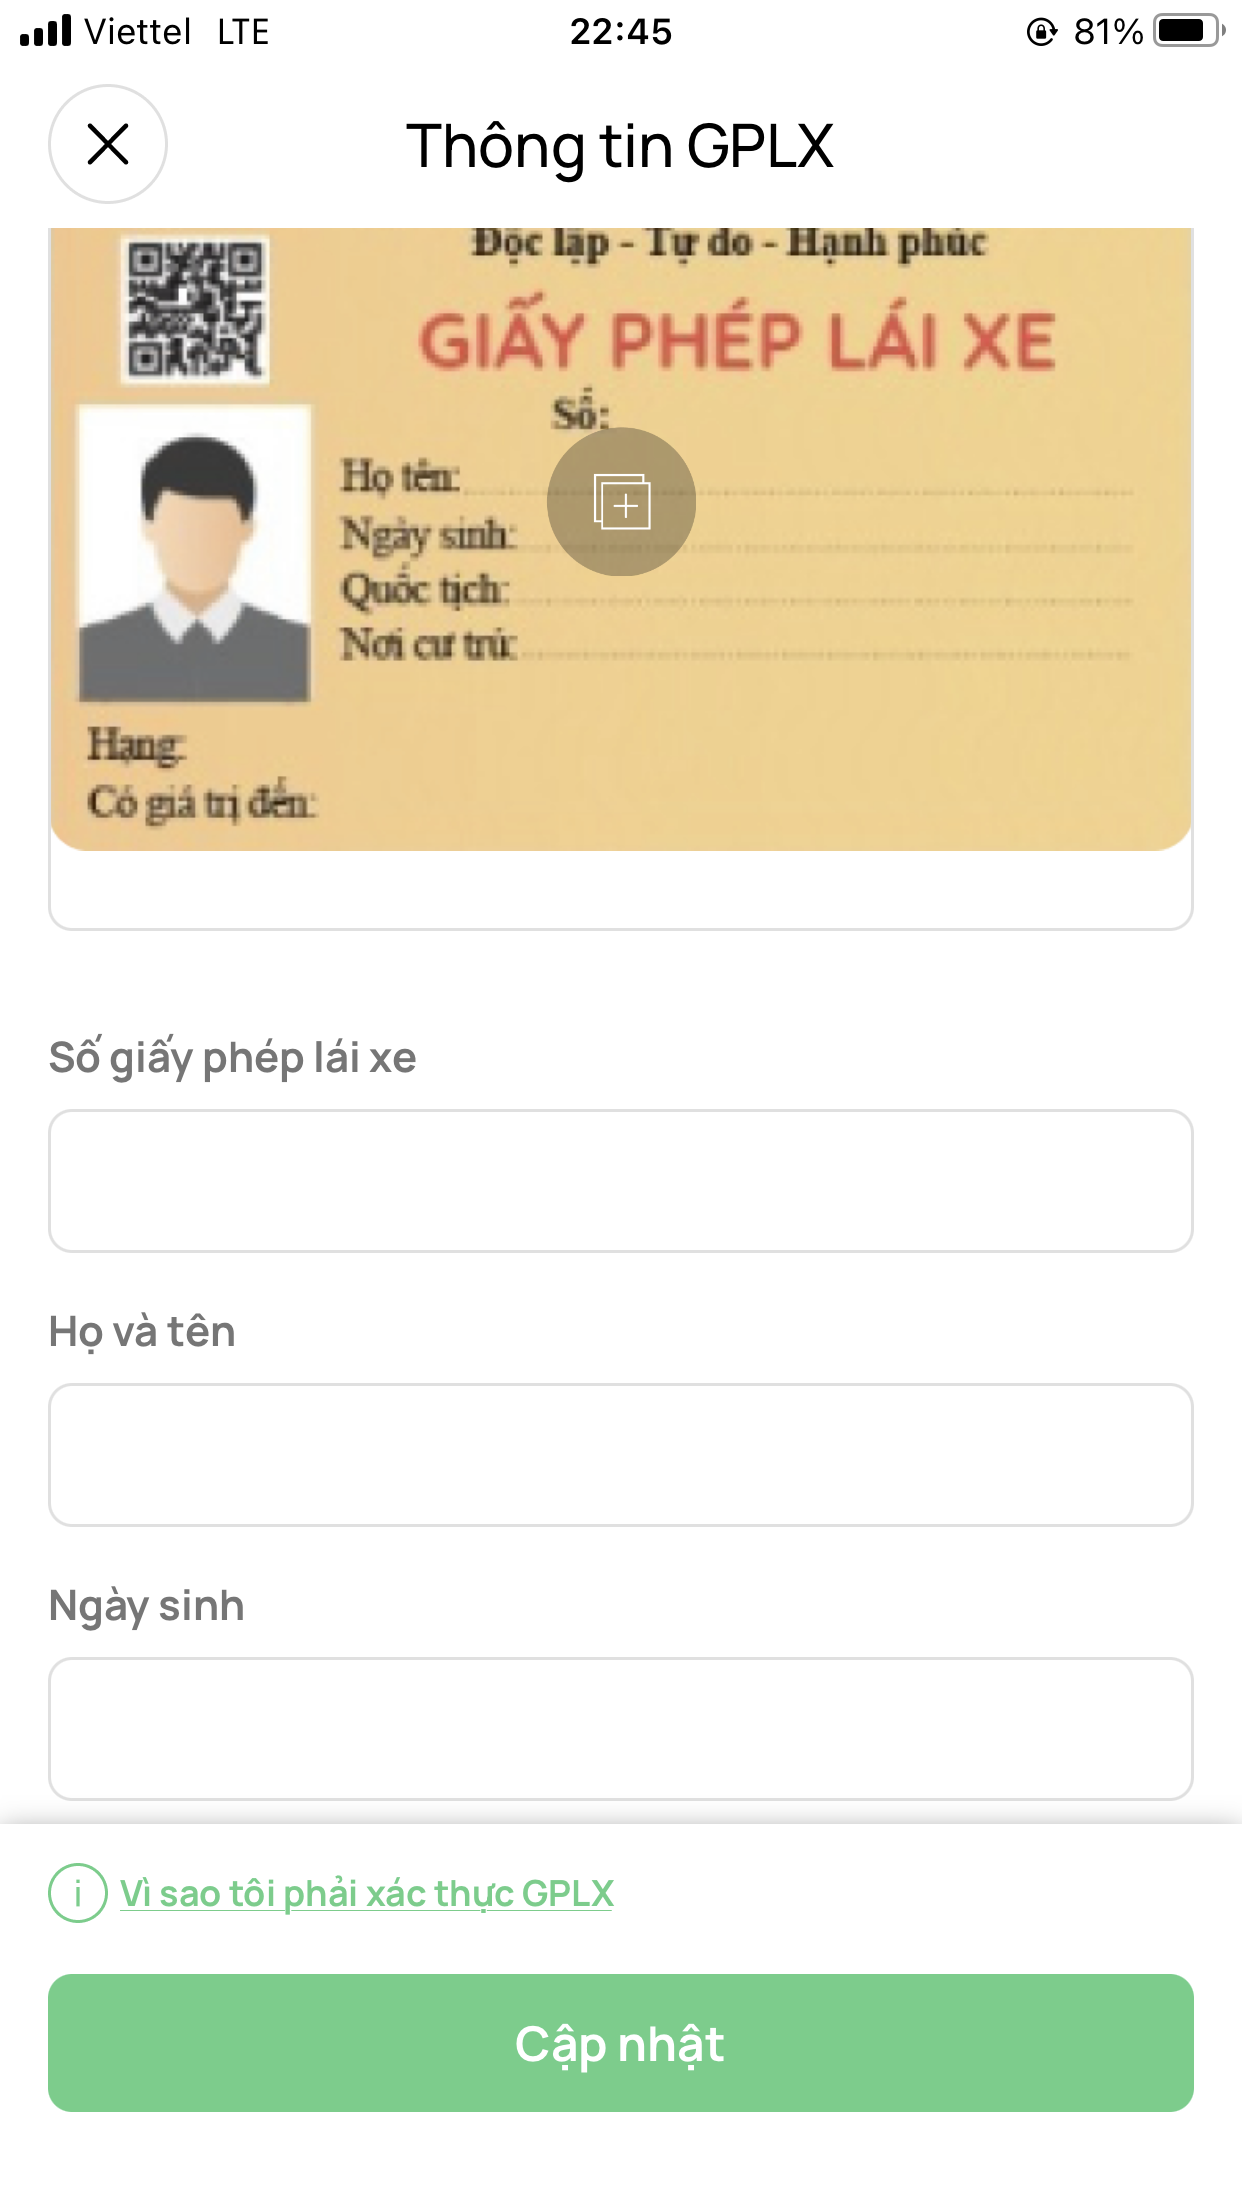 Viettel LTE 22:45 81%
Thông tin GPLX
Độc lập - Tự do - Hạnh phúc
GIẤY PHÉP LÁI XE
Số:
Họ tên:
Ngày sinh:
Quốc tịch:
Nơi cư trú:
Hạng:
Có giá trị đến:
Số giấy phép lái xe
Họ và tên
Ngày sinh
Vì sao tôi phải xác thực GPLX
Cập nhật